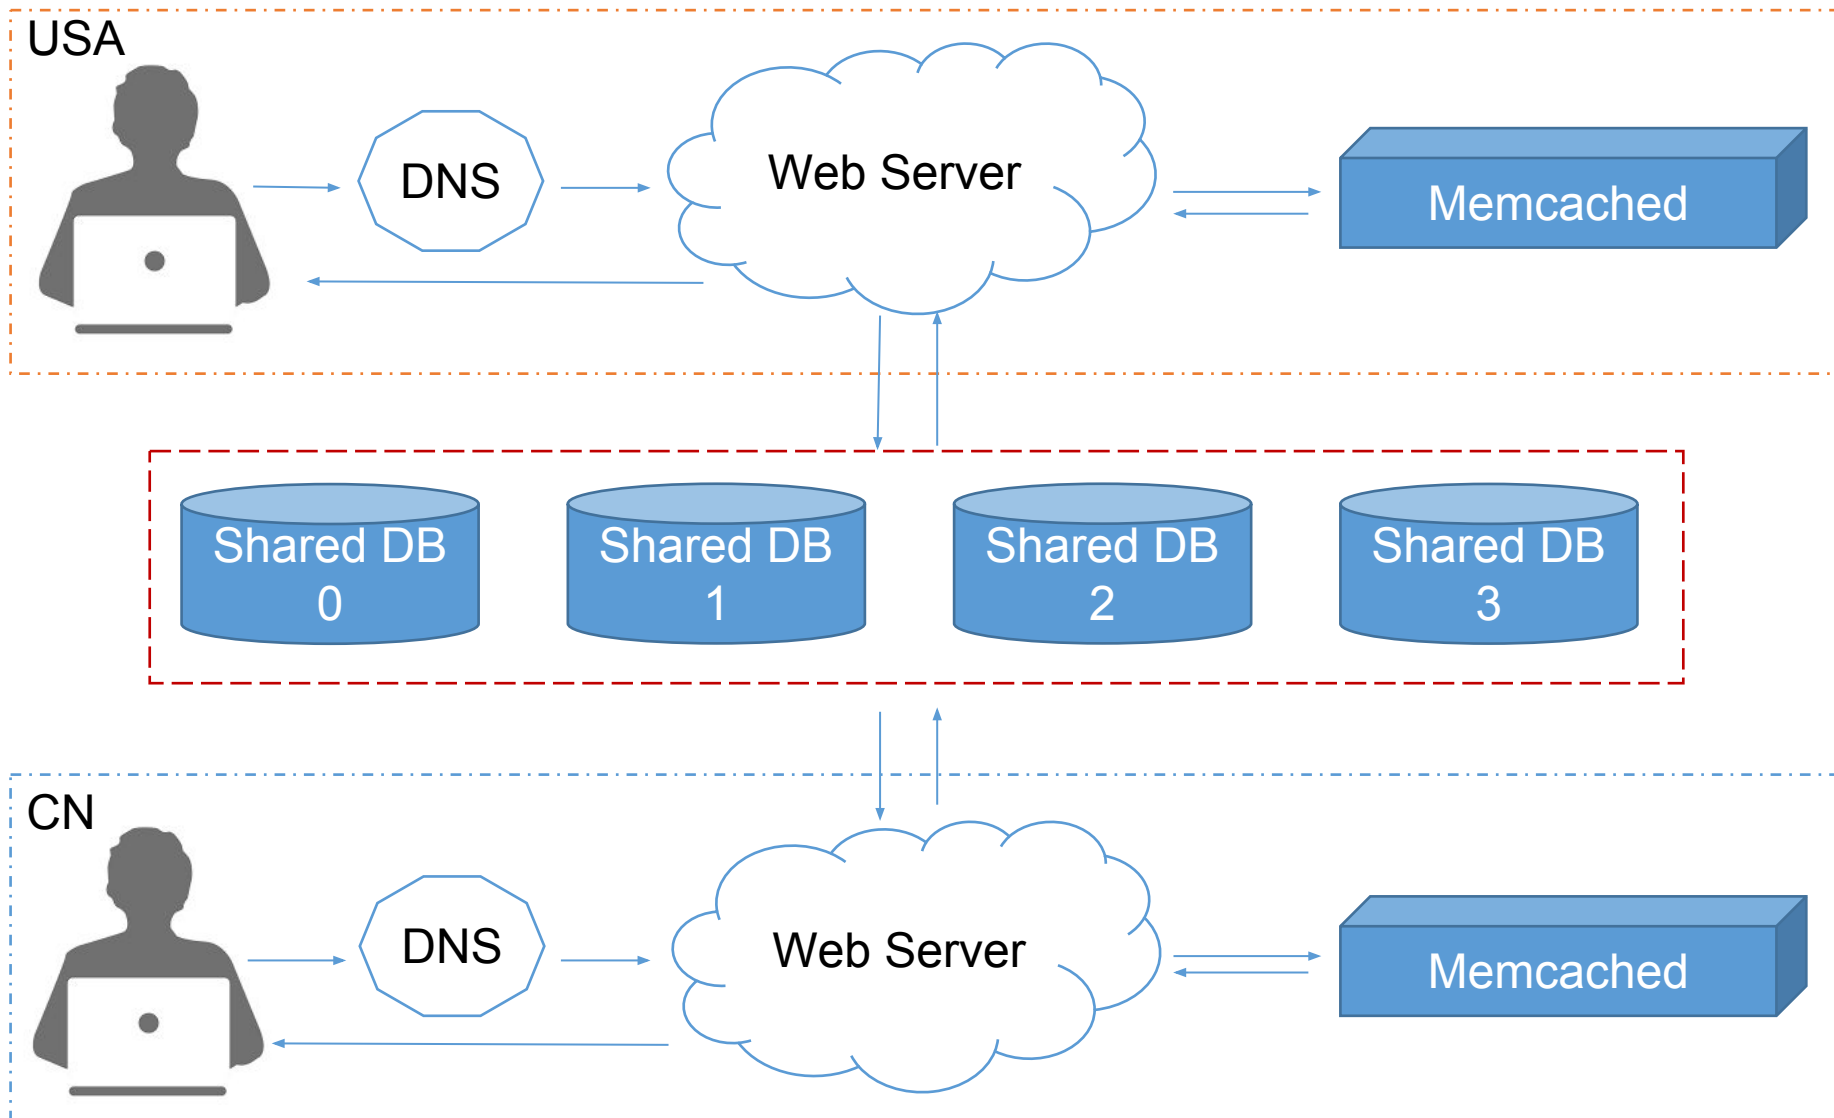 USA
DNS
Web Server
Memcached
Shared DB
0
Shared DB
1
Shared DB
2
Shared DB
3
CN
DNS
Web Server
Memcached